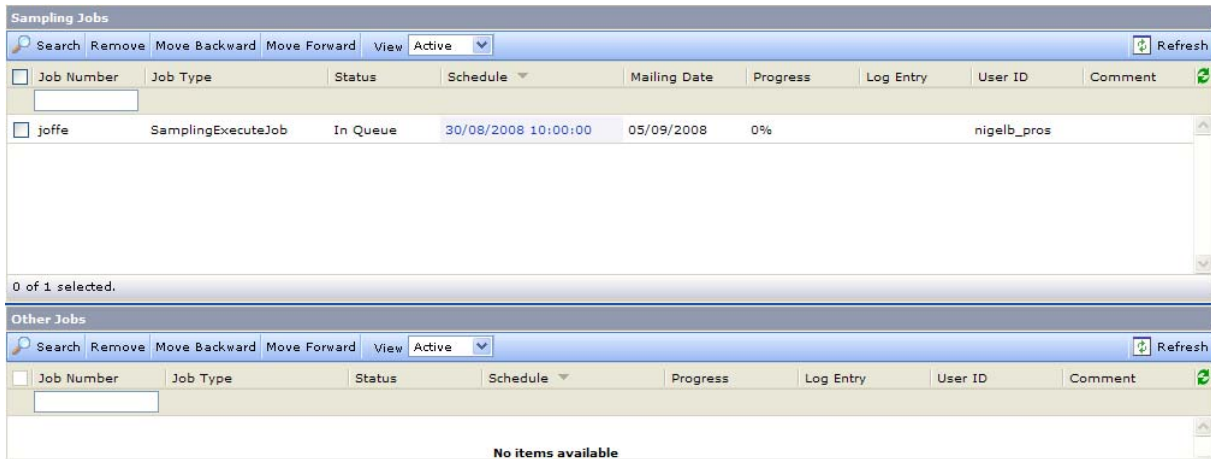 Sampling Jobs
Search Remove Move Backward Move Forward View Active Refresh
Job Number Job Type Status Schedule Mailing Date Progress Log Entry User ID Comment
joffe SamplingExecuteJob In Queue 30/08/2008 10:00:00 05/09/2008 0% nigelb_pros
0 of 1 selected.
Other Jobs
Search Remove Move Backward Move Forward View Active Refresh
Job Number Job Type Status Schedule Progress Log Entry User ID Comment
No items available